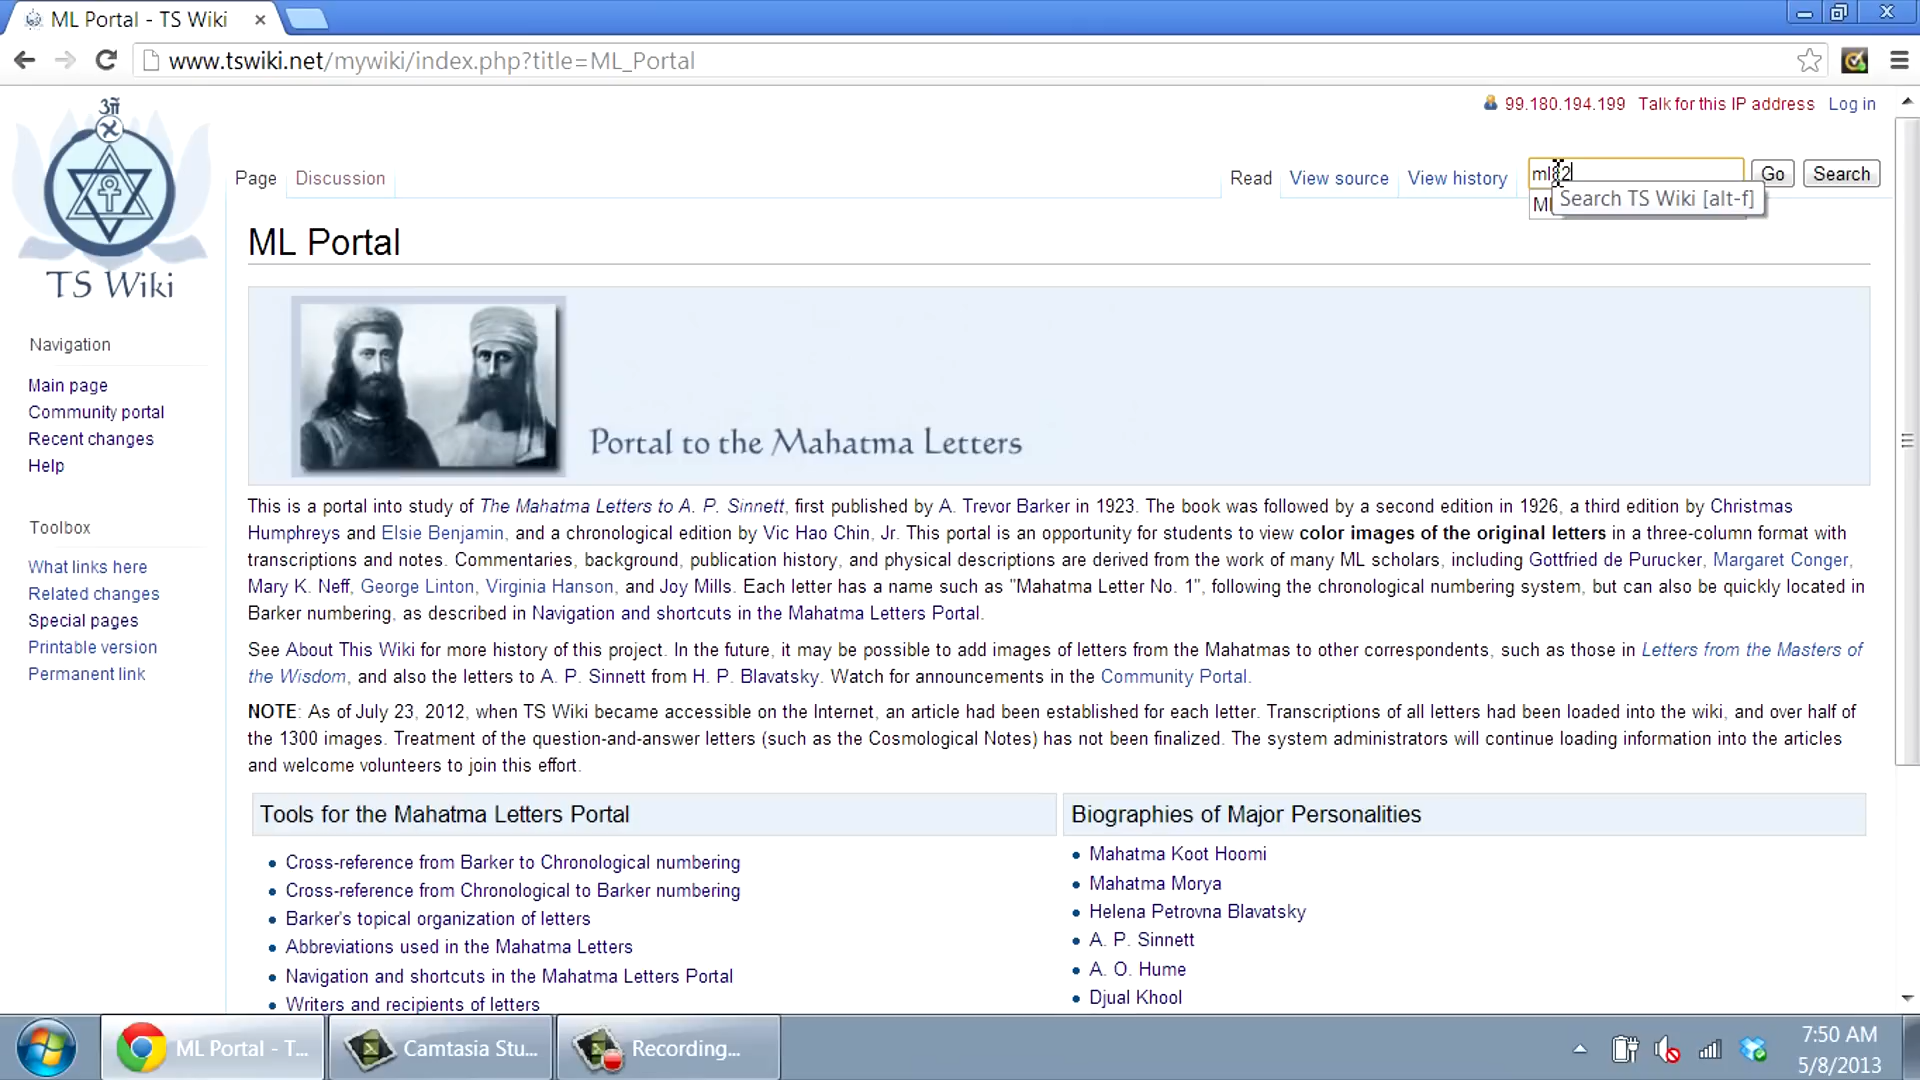 ML Portal - TS Wiki
www.tswiki.net/mywiki/index.php?title=ML_Portal
99.180.194.199 Talk for this IP address Log in
TS Wiki
Page Discussion Read View source View history Go Search
Search TS Wiki [alt-f]
ML Portal
Portal to the Mahatma Letters
This is a portal into study of The Mahatma Letters to A. P. Sinnett, first published by A. Trevor Barker in 1923. The book was followed by a second edition in 1926, a third edition by Christmas
Humphreys and Elsie Benjamin, and a chronological edition by Vic Hao Chin, Jr. This portal is an opportunity for students to view color images of the original letters in a three-column format with
transcriptions and notes. Commentaries, background, publication history, and physical descriptions are derived from the work of many ML scholars, including Gottfried de Purucker, Margaret Conger,
Mary K. Neff, George Linton, Virginia Hanson, and Joy Mills. Each letter has a name such as "Mahatma Letter No. 1", following the chronological numbering system, but can also be quickly located in
Barker numbering, as described in Navigation and shortcuts in the Mahatma Letters Portal.
See About This Wiki for more history of this project. In the future, it may be possible to add images of letters from the Mahatmas to other correspondents, such as those in Letters from the Masters of
the Wisdom, and also the letters to A. P. Sinnett from H. P. Blavatsky. Watch for announcements in the Community Portal.
NOTE: As of July 23, 2012, when TS Wiki became accessible on the Internet, an article had been established for each letter. Transcriptions of all letters had been loaded into the wiki, and over half of
the 1300 images. Treatment of the question-and-answer letters (such as the Cosmological Notes) has not been finalized. The system administrators will continue loading information into the articles
and welcome volunteers to join this effort.
Navigation
Main page
Community portal
Recent changes
Help
Toolbox
What links here
Related changes
Special pages
Printable version
Permanent link
Tools for the Mahatma Letters Portal
Cross-reference from Barker to Chronological numbering
Cross-reference from Chronological to Barker numbering
Barker's topical organization of letters
Abbreviations used in the Mahatma Letters
Navigation and shortcuts in the Mahatma Letters Portal
Writers and recipients of letters
Biographies of Major Personalities
Mahatma Koot Hoomi
Mahatma Morya
Helena Petrovna Blavatsky
A. P. Sinnett
A. O. Hume
Djual Khool
ML Portal - T...
Camtasia Stu...
Recording...
7:50 AM
5/8/2013